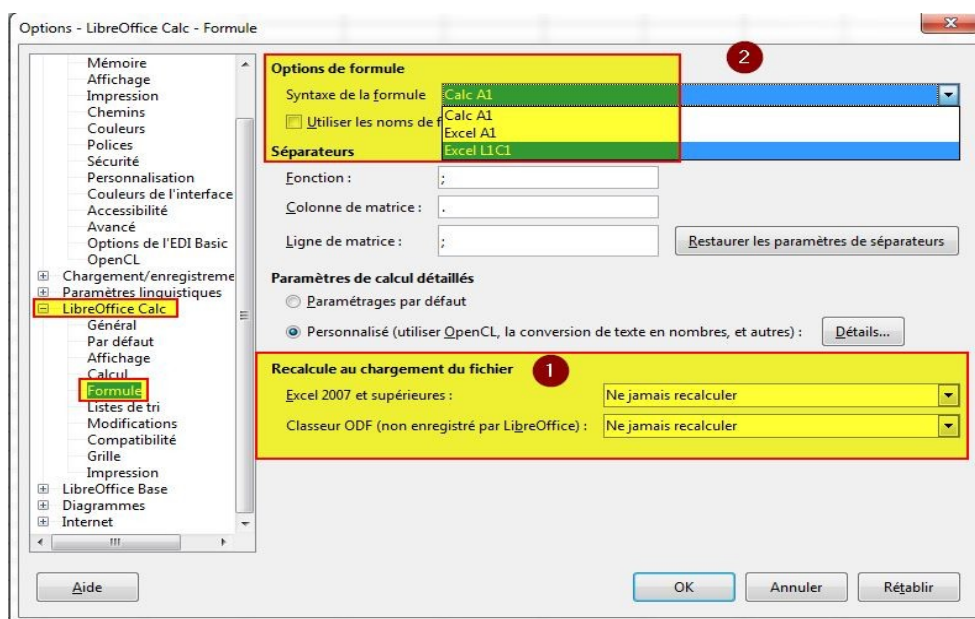 Options - LibreOffice Calc - Formule
Mémoire
Affichage
Impression
Chemins
Couleurs
Polices
Sécurité
Personnalisation
Couleurs de l'interface
Accessibilité
Avancé
Options de l'EDI Basic
OpenCL
Chargement/enregistreme
Paramètres linguistiques
LibreOffice Calc
Général
Par défaut
Affichage
Calcul
Formule
Listes de tri
Modifications
Compatibilité
Grille
Impression
LibreOffice Base
Diagrammes
Internet
2
Options de formule
Syntaxe de la formule Calc A1
Calc A1
Utiliser les noms de f
Excel A1
Excel L1C1
Séparateurs
Fonction : ;
Colonne de matrice : .
Ligne de matrice : ; Restaurer les paramètres de séparateurs
Paramètres de calcul détaillés
Paramétrages par défaut
Personnalisé (utiliser OpenCL, la conversion de texte en nombres, et autres) : Détails...
Recalcule au chargement du fichier 1
Excel 2007 et supérieures : Ne jamais recalculer
Classeur ODF (non enregistré par LibreOffice) : Ne jamais recalculer
Aide OK Annuler Rétablir